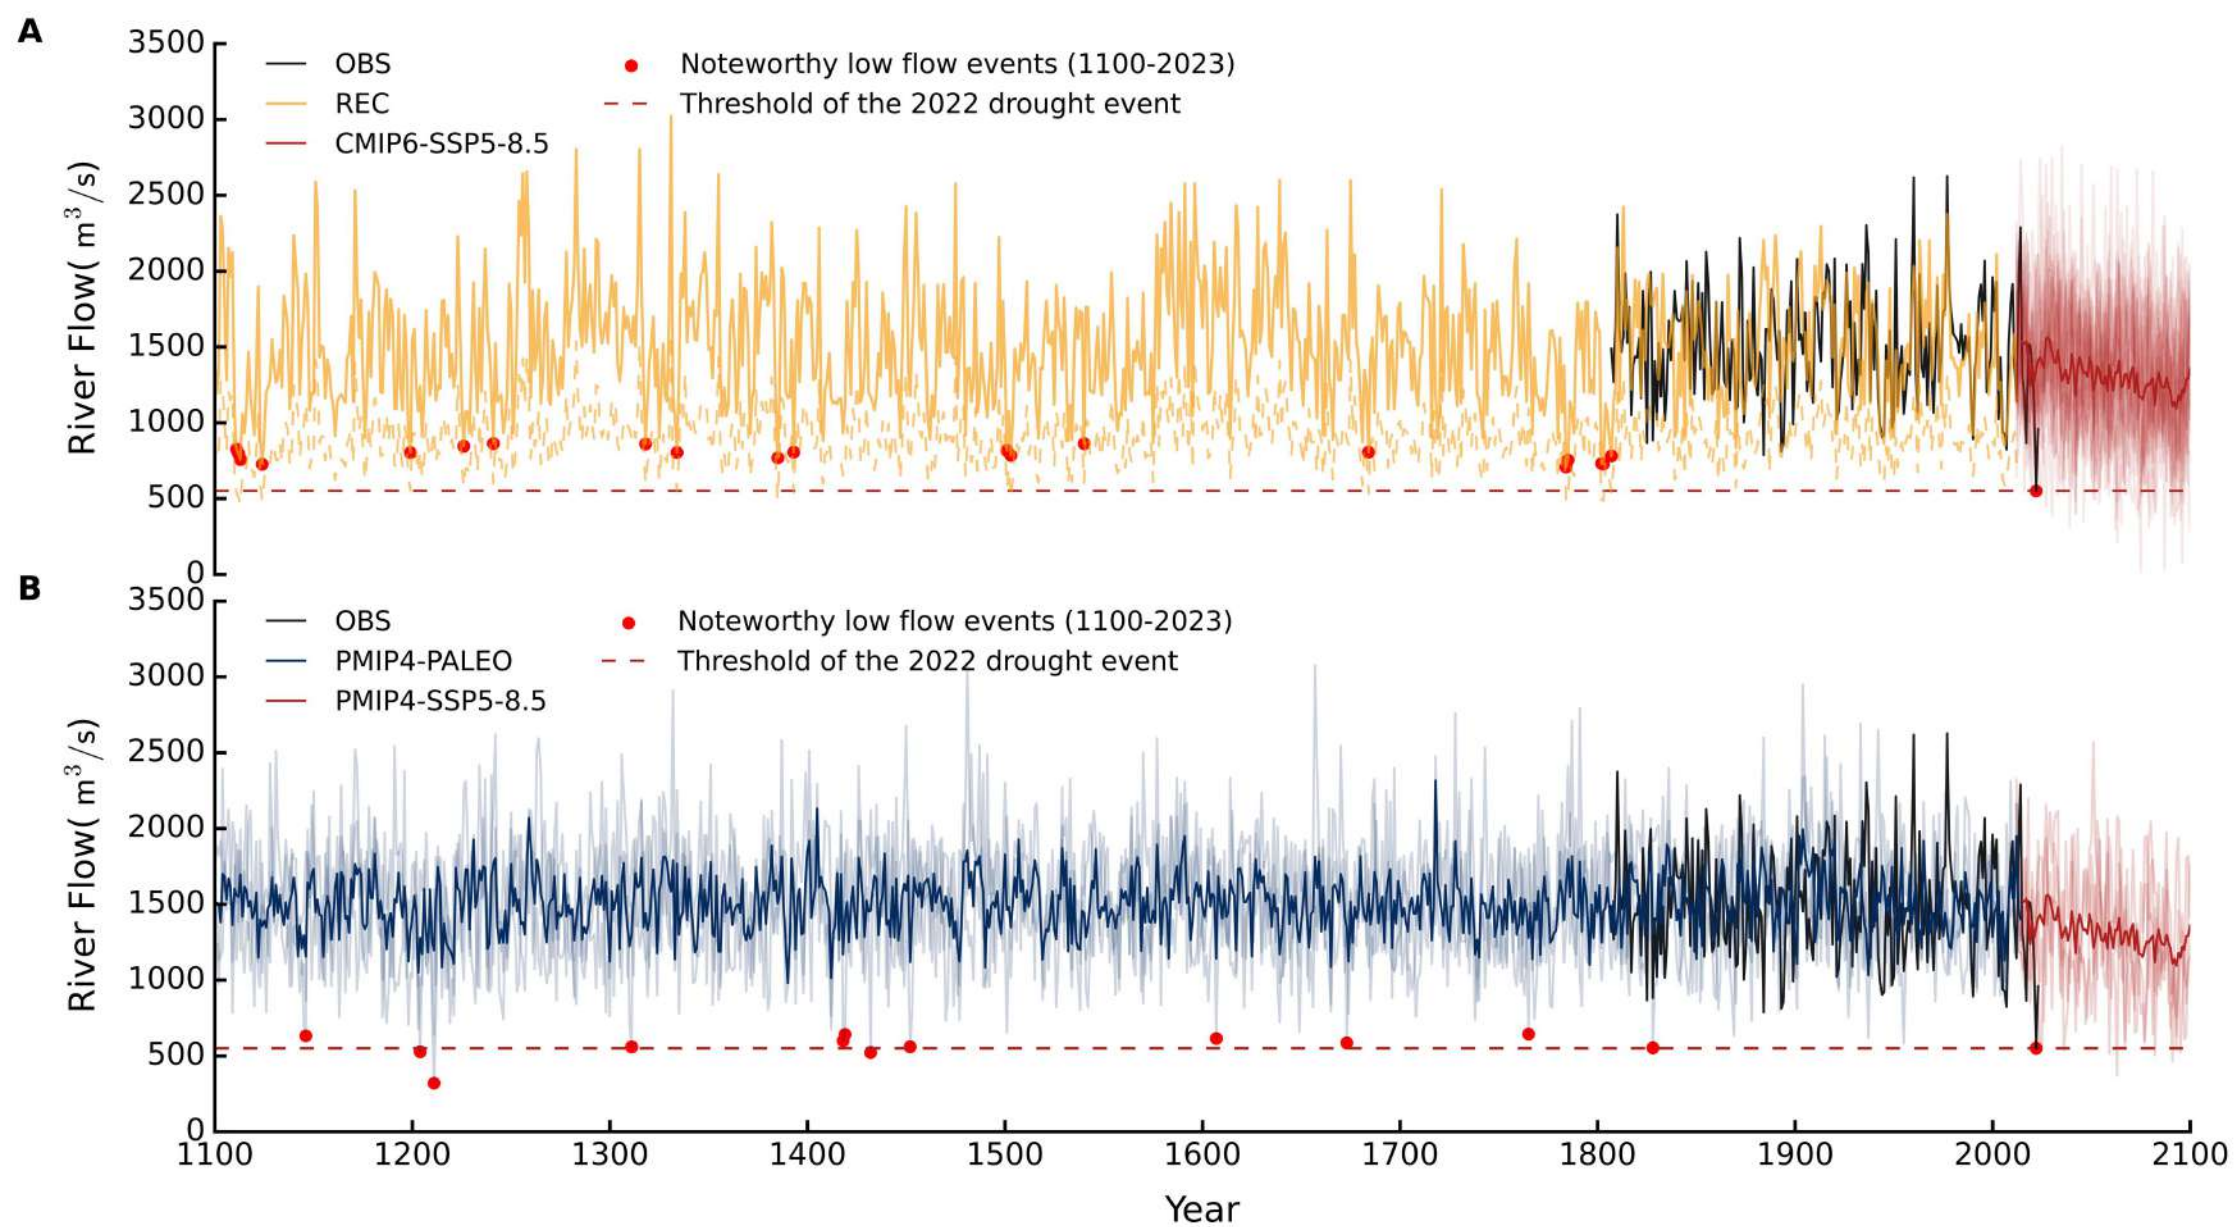 A
3500
3000
2500
2000
1500
1000
500
0
River Flow( m³/s)
OBS
REC
CMIP6-SSP5-8.5
Noteworthy low flow events (1100-2023)
Threshold of the 2022 drought event
B
3500
3000
2500
2000
1500
1000
500
0
River Flow( m³/s)
OBS
PMIP4-PALEO
PMIP4-SSP5-8.5
Noteworthy low flow events (1100-2023)
Threshold of the 2022 drought event
1100 1200 1300 1400 1500 1600 1700 1800 1900 2000 2100
Year